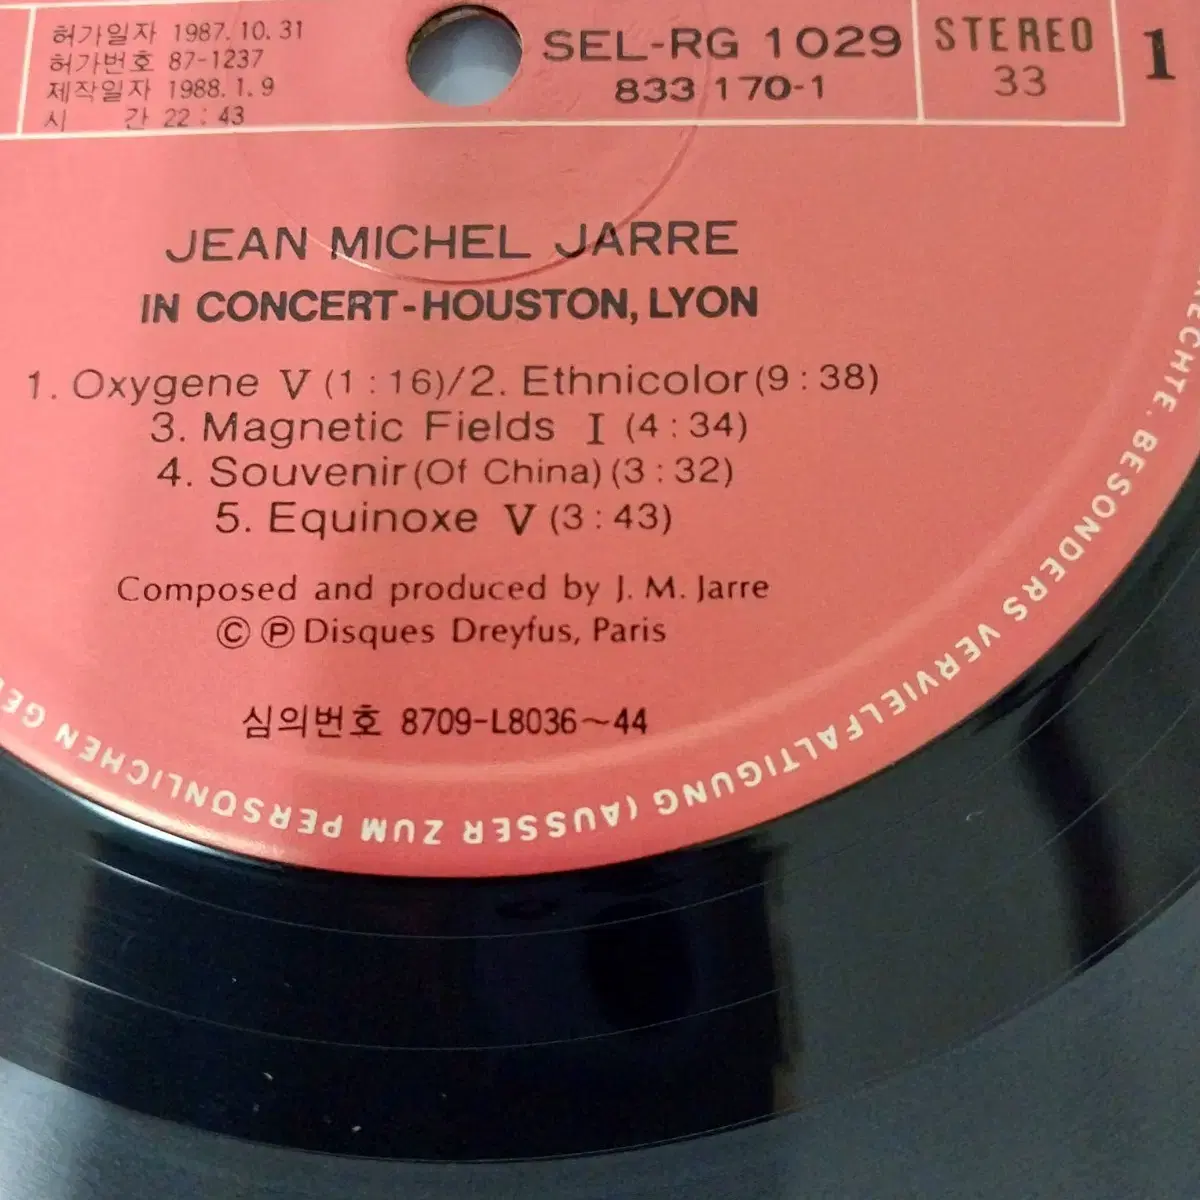 허가일자 1987.10.31
허가번호 87-1237
제작일자 1988.1.9
시 간 22:43
SEL-RG 1029
833 170-1
STEREO
33
1
JEAN MICHEL JARRE
IN CONCERT-HOUSTON, LYON
1. Oxygene V (1:16)/2. Ethnicolor(9:38)
3. Magnetic Fields I (4:34)
4. Souvenir(Of China)(3:32)
5. Equinoxe V (3:43)
Composed and produced by J. M. Jarre
© ℗ Disques Dreyfus, Paris
심의번호 8709-L8036~44
BESONDERS VERVIELFALTIGUNG (AUSSER ZUM PERSONLICHEN